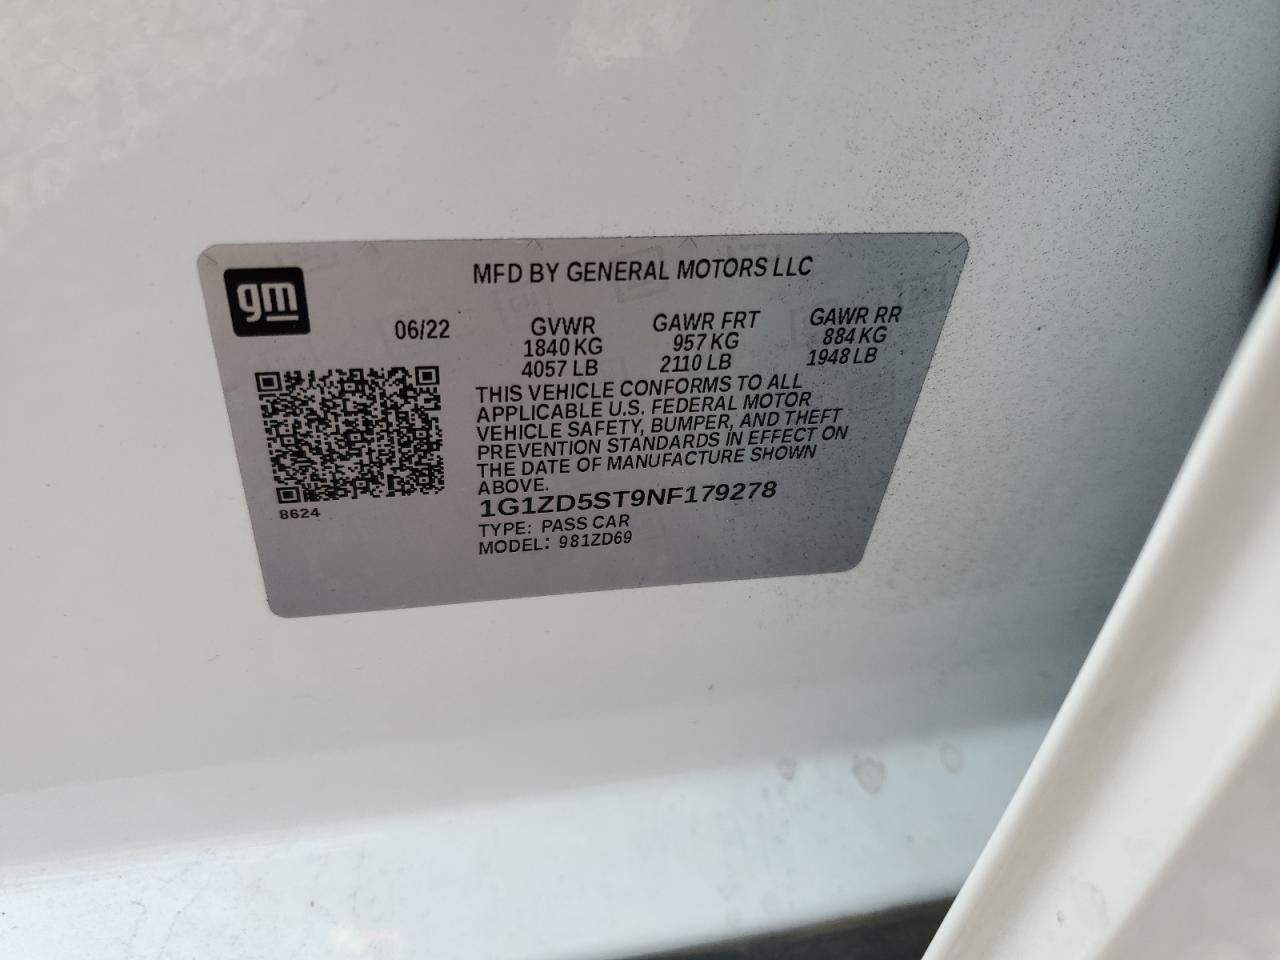 gm
MFD BY GENERAL MOTORS LLC
06/22
GVWR
1840 KG
4057 LB
GAWR FRT
957 KG
2110 LB
GAWR RR
884 KG
1948 LB
THIS VEHICLE CONFORMS TO ALL
APPLICABLE U.S. FEDERAL MOTOR
VEHICLE SAFETY, BUMPER, AND THEFT
PREVENTION STANDARDS IN EFFECT ON
THE DATE OF MANUFACTURE SHOWN
ABOVE.
1G1ZD5ST9NF179278
TYPE: PASS CAR
MODEL: 981ZD69
8624